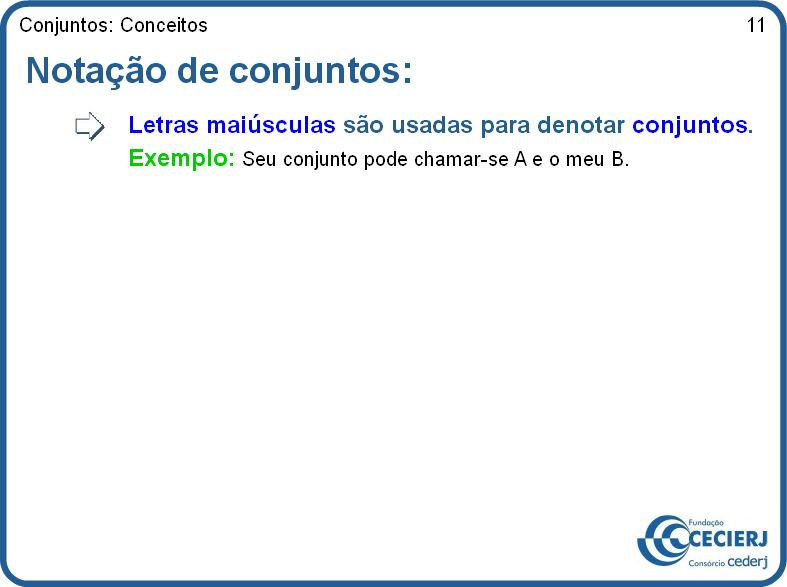 Conjuntos: Conceitos 11
Notação de conjuntos:
Letras maiúsculas são usadas para denotar conjuntos.
Exemplo: Seu conjunto pode chamar-se A e o meu B.
Fundação
CECIERJ
Consórcio cederj